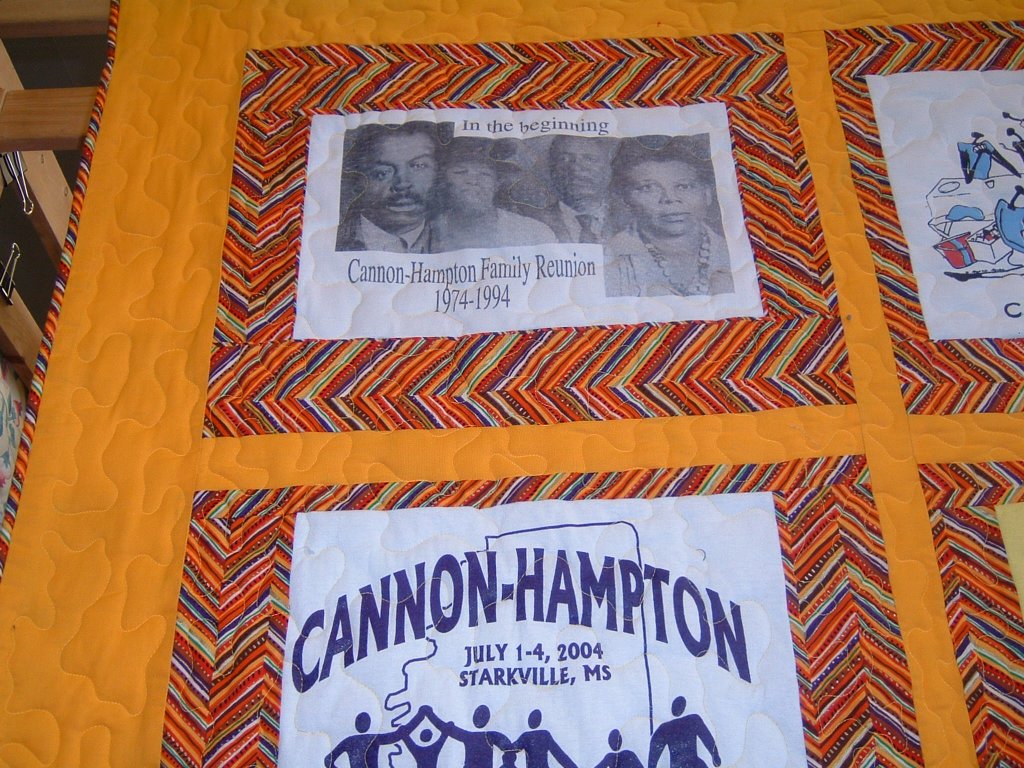 In the beginning
Cannon-Hampton Family Reunion
1974-1994
C
CANNON-HAMPTON
JULY 1-4, 2004
STARKVILLE, MS